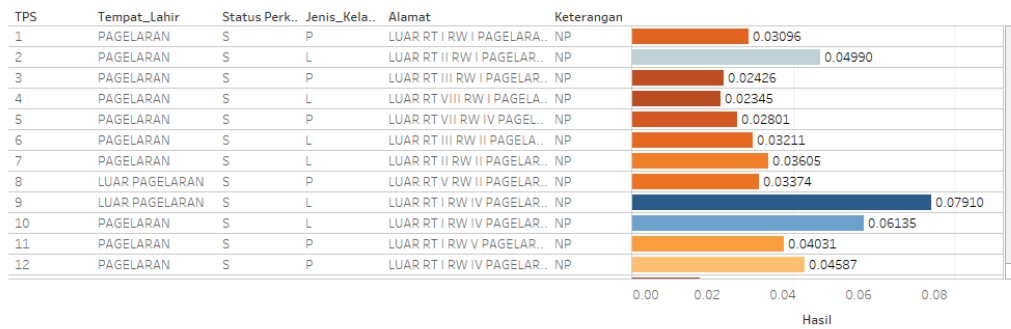 TPS Tempat_Lahir Status Perk.. Jenis_Kela.. Alamat Keterangan
1 PAGELARAN S P LUAR RT I RW I PAGELARA.. NP 0.03096
2 PAGELARAN S L LUAR RT II RW I PAGELAR.. NP 0.04990
3 PAGELARAN S P LUAR RT III RW I PAGELAR.. NP 0.02426
4 PAGELARAN S L LUAR RT VIII RW I PAGELA.. NP 0.02345
5 PAGELARAN S P LUAR RT VII RW IV PAGEL.. NP 0.02801
6 PAGELARAN S L LUAR RT III RW II PAGELA.. NP 0.03211
7 PAGELARAN S L LUAR RT II RW II PAGELAR.. NP 0.03605
8 LUAR PAGELARAN S P LUAR RT V RW II PAGELAR.. NP 0.03374
9 LUAR PAGELARAN S L LUAR RT I RW IV PAGELAR.. NP 0.07910
10 PAGELARAN S L LUAR RT I RW IV PAGELAR.. NP 0.06135
11 PAGELARAN S P LUAR RT I RW V PAGELAR.. NP 0.04031
12 PAGELARAN S P LUAR RT I RW IV PAGELAR.. NP 0.04587
0.00 0.02 0.04 0.06 0.08
Hasil